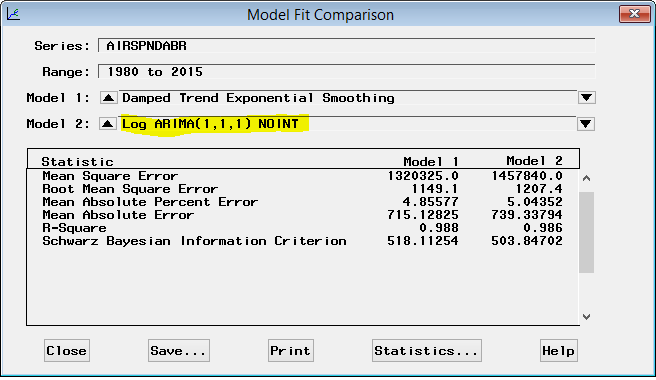 Model Fit Comparison
Series: AIRSPNDABR
Range: 1980 to 2015
Model 1: Damped Trend Exponential Smoothing
Model 2: Log ARIMA(1,1,1) NOINT
Statistic Model 1 Model 2
Mean Square Error 1320325.0 1457840.0
Root Mean Square Error 1149.1 1207.4
Mean Absolute Percent Error 4.85577 5.04352
Mean Absolute Error 715.12825 739.33794
R-Square 0.988 0.986
Schwarz Bayesian Information Criterion 518.11254 503.84702
Close Save... Print Statistics... Help